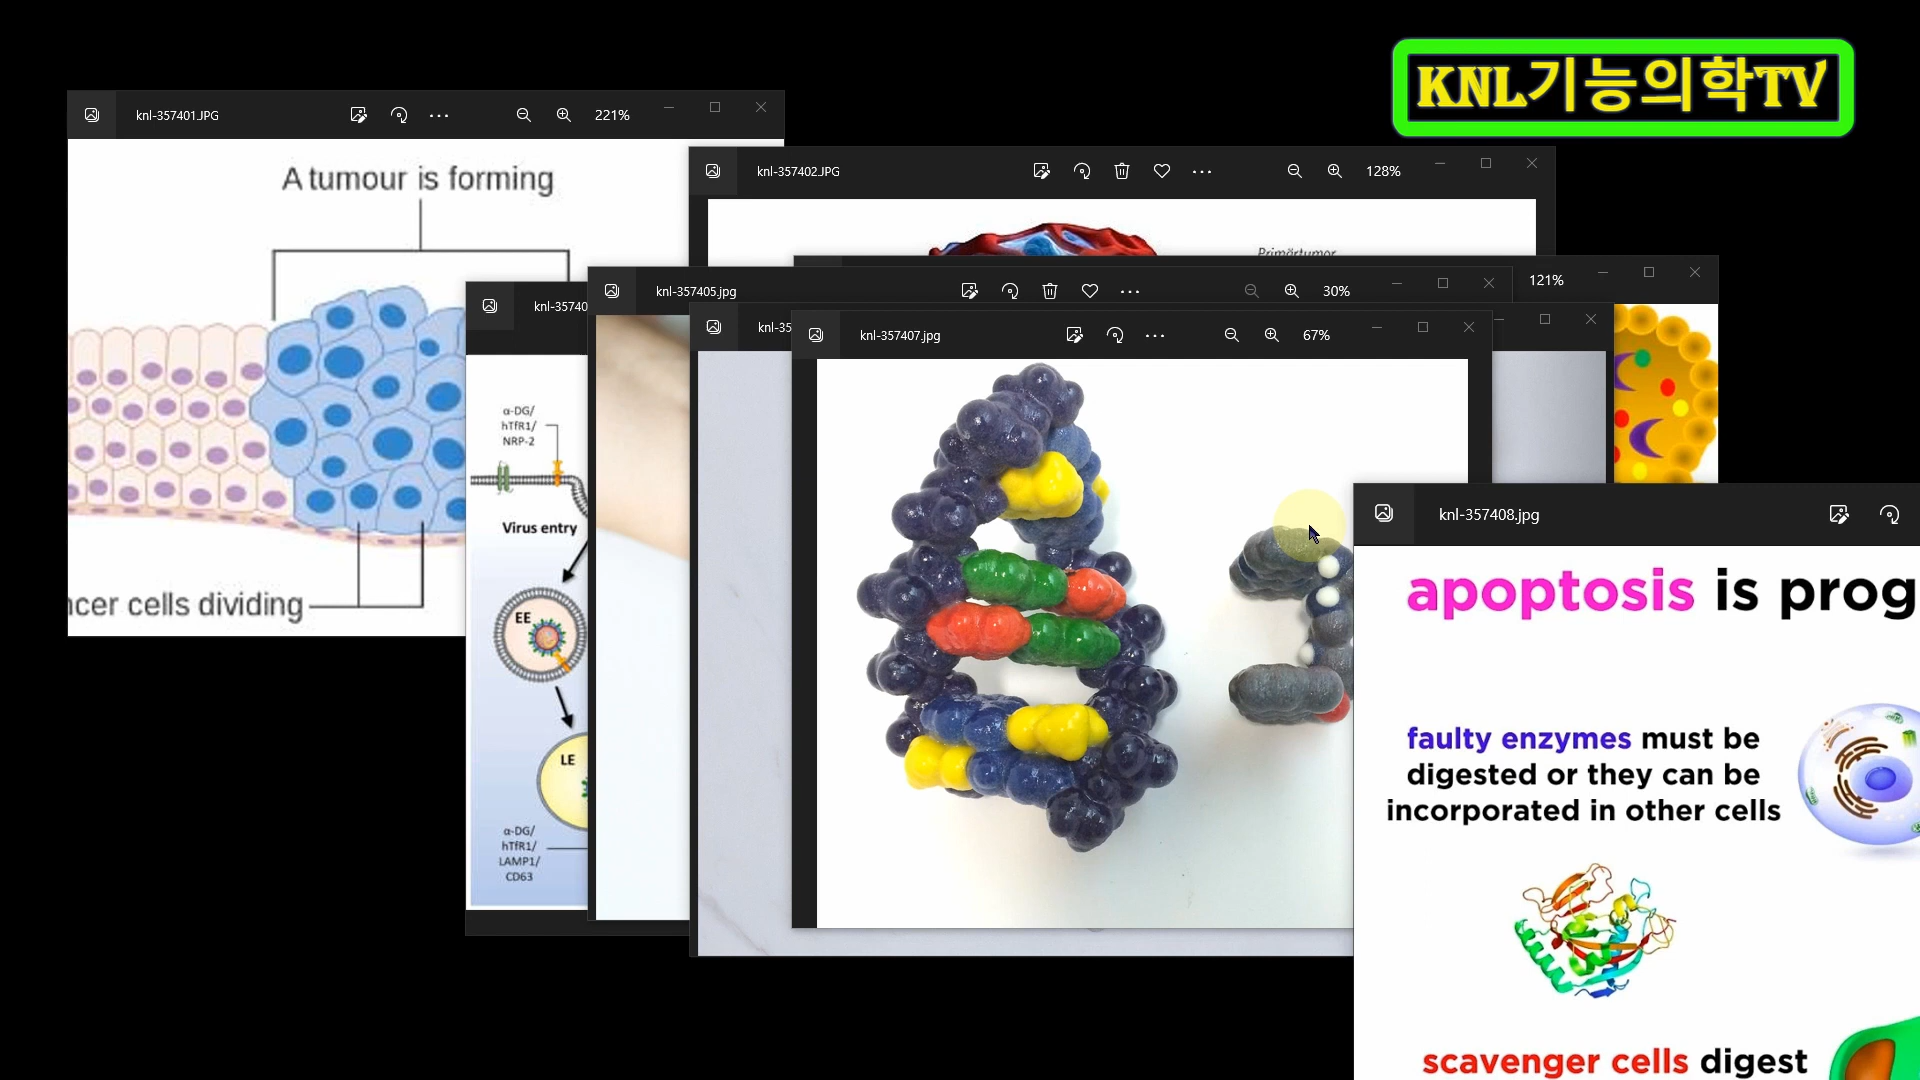 KNL기능의학TV
knl-357401.JPG
221%
A tumour is forming
cer cells dividing
knl-357402.JPG
128%
Primärtumor
121%
knl-35740
α-DG/
hTfR1/
NRP-2
Virus entry
EE
LE
α-DG/
hTfR1/
LAMP1/
CD63
knl-357405.jpg
30%
knl-35
knl-357407.jpg
67%
knl-357408.jpg
apoptosis is prog
faulty enzymes must be
digested or they can be
incorporated in other cells
scavenger cells digest